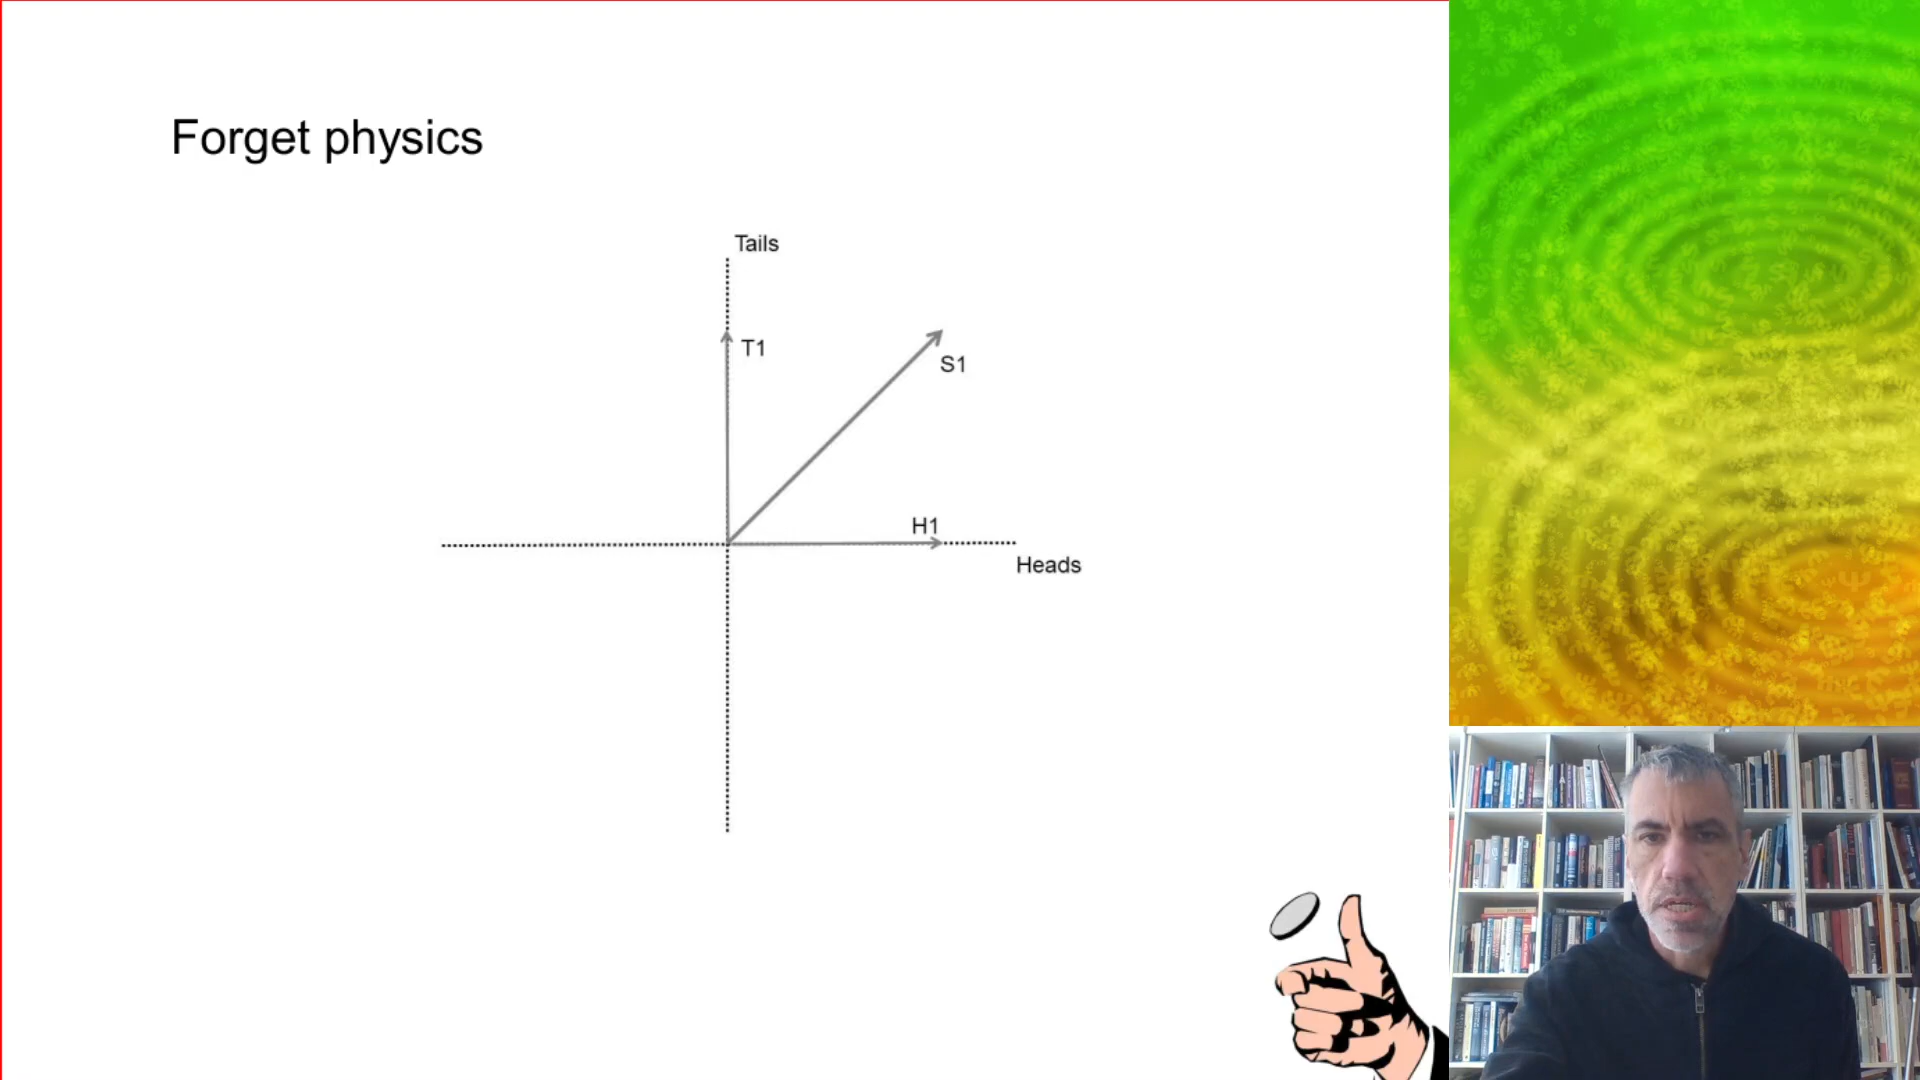 Forget physics
Tails
T1
S1
H1
Heads